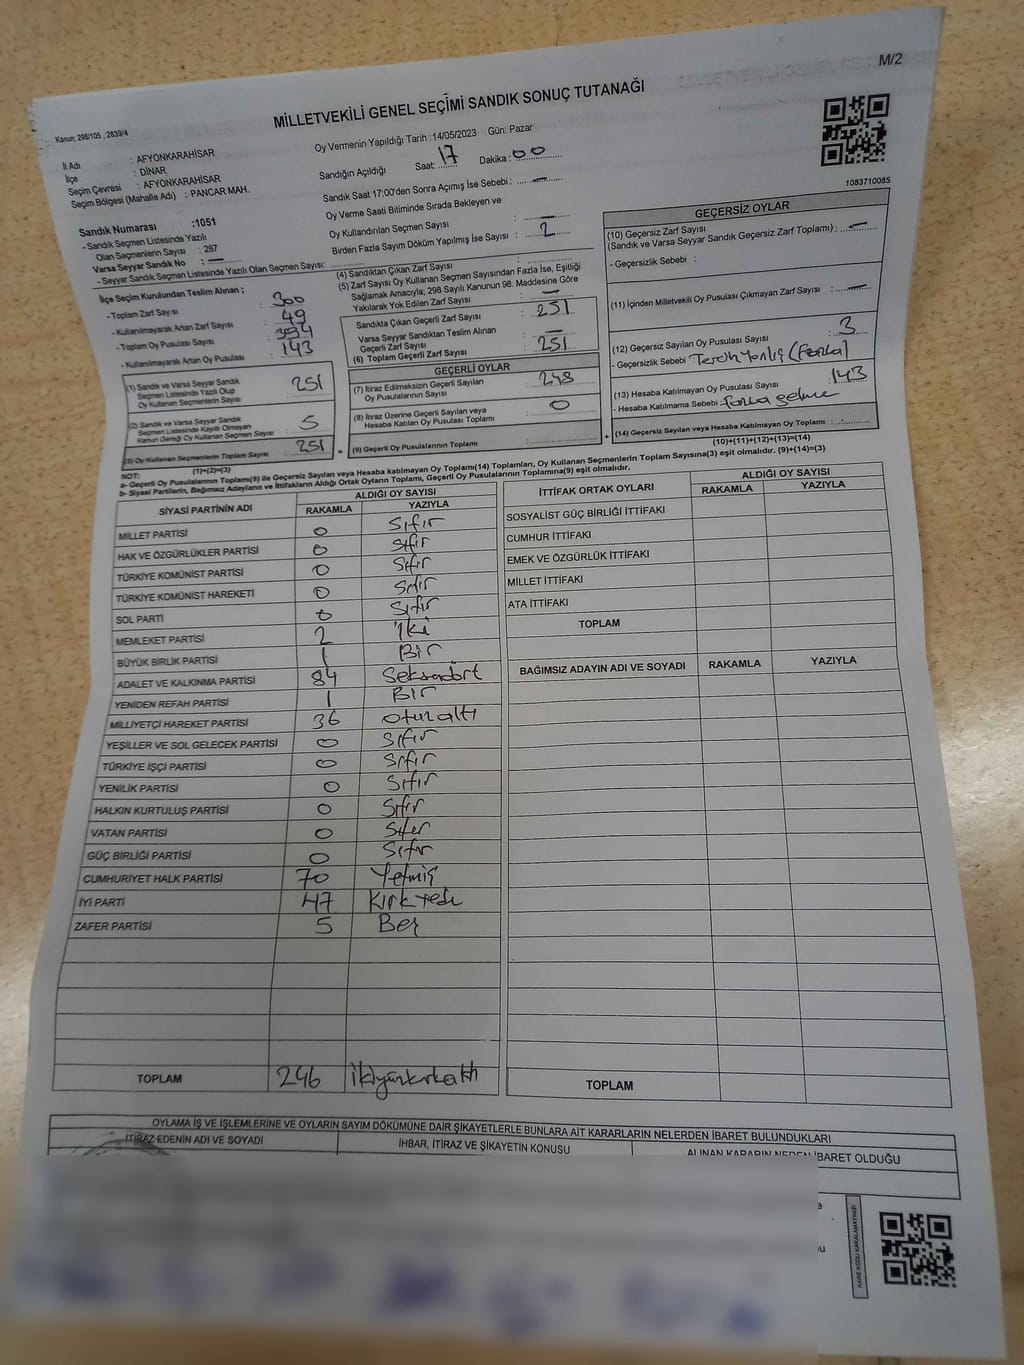 M/2
Kanun; 298/105 , 2839/4
MİLLETVEKİLİ GENEL SEÇİMİ SANDIK SONUÇ TUTANAĞI
1083710085
İl Adı : AFYONKARAHİSAR
İlçe : DİNAR
Seçim Çevresi : AFYONKARAHİSAR
Seçim Bölgesi (Mahalle Adı) : PANCAR MAH.
Sandık Numarası :1051
- Sandık Seçmen Listesinde Yazılı
Olan Seçmenlerin Sayısı : 287
Varsa Seyyar Sandık No : —
- Seyyar Sandık Seçmen Listesinde Yazılı Olan Seçmen Sayısı:
Oy Vermenin Yapıldığı Tarih :14/05/2023 Gün: Pazar
Sandığın Açıldığı Saat: 17 Dakika: 00
Sandık Saat 17:00'den Sonra Açımış İse Sebebi : —
Oy Verme Saati Bitiminde Sırada Bekleyen ve
Oy Kullandırılan Seçmen Sayısı : —
Birden Fazla Sayım Döküm Yapılmış İse Sayısı : 2
İlçe Seçim Kurulundan Teslim Alınan ;
- Toplam Zarf Sayısı : 300
- Kullanılmayarak Artan Zarf Sayısı : 49
- Toplam Oy Pusulası Sayısı : 394
- Kullanılmayarak Artan Oy Pusulası : 143
(1) Sandık ve Varsa Seyyar Sandık
Seçmen Listesinde Yazılı Olup
Oy Kullanan Seçmenlerin Sayısı 251
(2) Sandık ve Varsa Seyyar Sandık
Seçmen Listesinde Kayıtlı Olmayan
Kanun Gereği Oy Kullanan Seçmen Sayısı : 5
(3) Oy Kullanan Seçmenlerin Toplam Sayısı : 251
(1)+(2)=(3)
(4) Sandıktan Çıkan Zarf Sayısı :
(5) Zarf Sayısı Oy Kullanan Seçmen Sayısından Fazla İse, Eşitliği
Sağlamak Amacıyla; 298 Sayılı Kanunun 98. Maddesine Göre
Yakılarak Yok Edilen Zarf Sayısı : —
Sandıkta Çıkan Geçerli Zarf Sayısı : 251
Varsa Seyyar Sandıktan Teslim Alınan
Geçerli Zarf Sayısı : —
(6) Toplam Geçerli Zarf Sayısı : 251
GEÇERLİ OYLAR
(7) İtiraz Edilmeksizin Geçerli Sayılan
Oy Pusulalarının Sayısı : 248
(8) İtiraz Üzerine Geçerli Sayılan veya
Hesaba Katılan Oy Pusulası Toplamı : 0
(9) Geçerli Oy Pusulalarının Toplamı :
GEÇERSİZ OYLAR
(10) Geçersiz Zarf Sayısı
(Sandık ve Varsa Seyyar Sandık Geçersiz Zarf Toplamı) : —
- Geçersizlik Sebebi :
(11) İçinden Milletvekili Oy Pusulası Çıkmayan Zarf Sayısı : —
(12) Geçersiz Sayılan Oy Pusulası Sayısı : 3
- Geçersizlik Sebebi : Tercih Yanlış (Fazla)
(13) Hesaba Katılmayan Oy Pusulası Sayısı : 143
- Hesaba Katılmama Sebebi : fazla gelme
(14) Geçersiz Sayılan veya Hesaba Katılmayan Oy Toplamı :
(10)+(11)+(12)+(13)=(14)
NOT:
a- Geçerli Oy Pusulalarının Toplamı(9) ile Geçersiz Sayılan veya Hesaba katılmayan Oy Toplamı(14) Toplamları, Oy Kullanan Seçmenlerin Toplam Sayısına(3) eşit olmalıdır. (9)+(14)=(3)
b- Siyasi Partilerin, Bağımsız Adayların ve İttifakların Aldığı Ortak Oyların Toplamı, Geçerli Oy Pusulalarının Toplamına(9) eşit olmalıdır.
SİYASİ PARTİNİN ADI ALDIĞI OY SAYISI
RAKAMLA YAZIYLA
MİLLET PARTİSİ 0 Sıfır
HAK VE ÖZGÜRLÜKLER PARTİSİ 0 Sıfır
TÜRKİYE KOMÜNİST PARTİSİ 0 Sıfır
TÜRKİYE KOMÜNİST HAREKETİ 0 Sıfır
SOL PARTİ 0 Sıfır
MEMLEKET PARTİSİ 2 İki
BÜYÜK BİRLİK PARTİSİ 1 Bir
ADALET VE KALKINMA PARTİSİ 84 Seksendört
YENİDEN REFAH PARTİSİ 1 Bir
MİLLİYETÇİ HAREKET PARTİSİ 36 otuzaltı
YEŞİLLER VE SOL GELECEK PARTİSİ 0 Sıfır
TÜRKİYE İŞÇİ PARTİSİ 0 Sıfır
YENİLİK PARTİSİ 0 Sıfır
HALKIN KURTULUŞ PARTİSİ 0 Sıfır
VATAN PARTİSİ 0 Sıfır
GÜÇ BİRLİĞİ PARTİSİ 0 Sıfır
CUMHURİYET HALK PARTİSİ 70 Yetmiş
İYİ PARTİ 47 Kırk Yedi
ZAFER PARTİSİ 5 Beş
TOPLAM 246 ikiyüzkırkaltı
İTTİFAK ORTAK OYLARI ALDIĞI OY SAYISI
RAKAMLA YAZIYLA
SOSYALİST GÜÇ BİRLİĞİ İTTİFAKI
CUMHUR İTTİFAKI
EMEK VE ÖZGÜRLÜK İTTİFAKI
MİLLET İTTİFAKI
ATA İTTİFAKI
TOPLAM
BAĞIMSIZ ADAYIN ADI VE SOYADI RAKAMLA YAZIYLA
TOPLAM
OYLAMA İŞ VE İŞLEMLERİNE VE OYLARIN SAYIM DÖKÜMÜNE DAİR ŞİKAYETLERLE BUNLARA AİT KARARLARIN NELERDEN İBARET BULUNDUKLARI
İTİRAZ EDENİN ADI VE SOYADI İHBAR, İTİRAZ VE ŞİKAYETİN KONUSU ALINAN KARARIN NEDEN İBARET OLDUĞU
KARE KODU KARALAMAYINIZ!